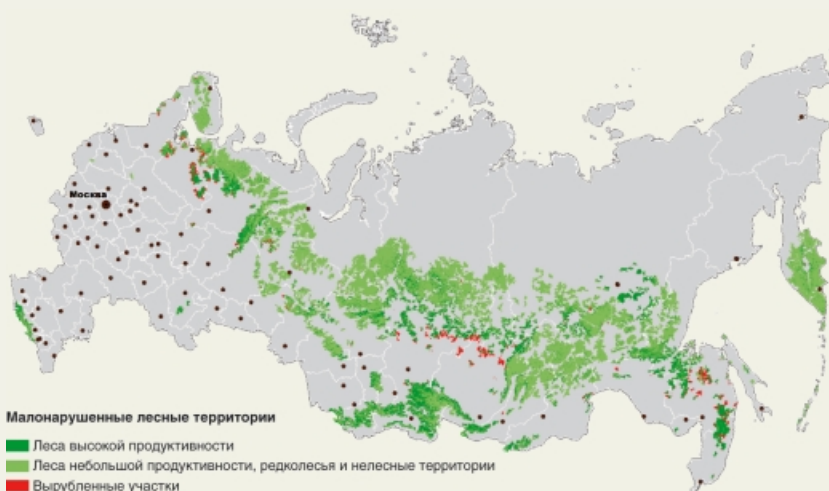 Москва
Малонарушенные лесные территории
Леса высокой продуктивности
Леса небольшой продуктивности, редколесья и нелесные территории
Вырубленные участки